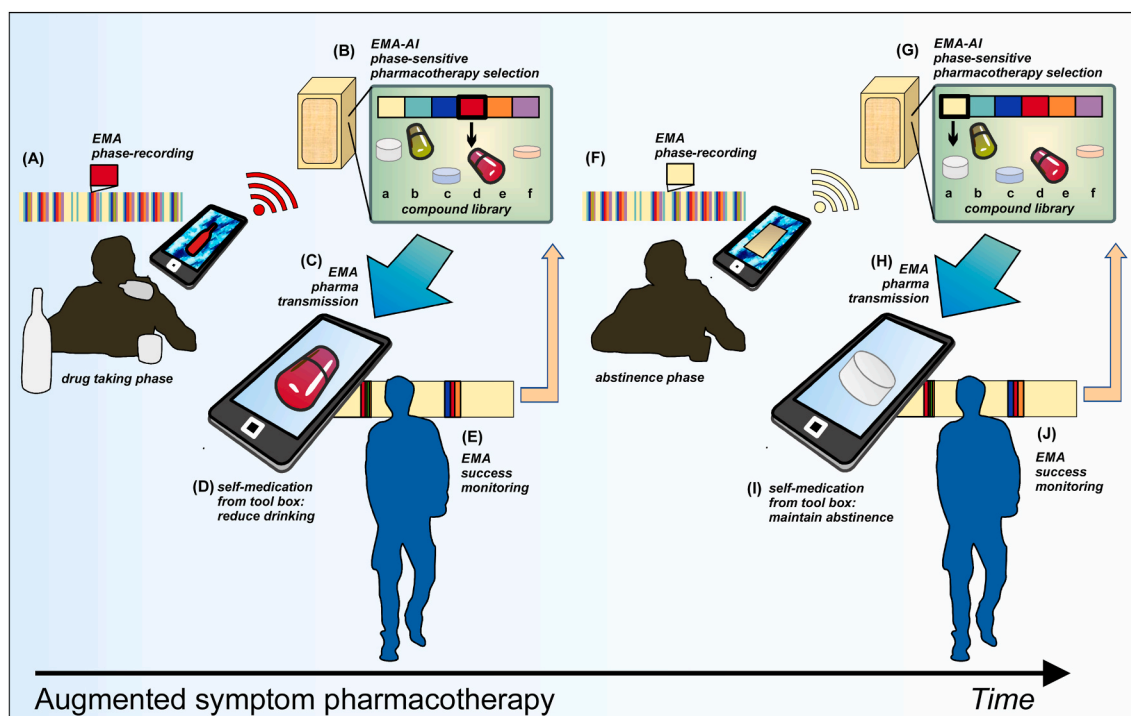 (A)
EMA
phase-recording
drug taking phase
(B)
EMA-AI
phase-sensitive
pharmacotherapy selection
a b c d e f
compound library
(C)
EMA
pharma
transmission
(D) self-medication
from tool box:
reduce drinking
(E)
EMA
success
monitoring
(F)
EMA
phase-recording
abstinence phase
(G)
EMA-AI
phase-sensitive
pharmacotherapy selection
a b c d e f
compound library
(H)
EMA
pharma
transmission
(I) self-medication
from tool box:
maintain abstinence
(J)
EMA
success
monitoring
Augmented symptom pharmacotherapy
Time